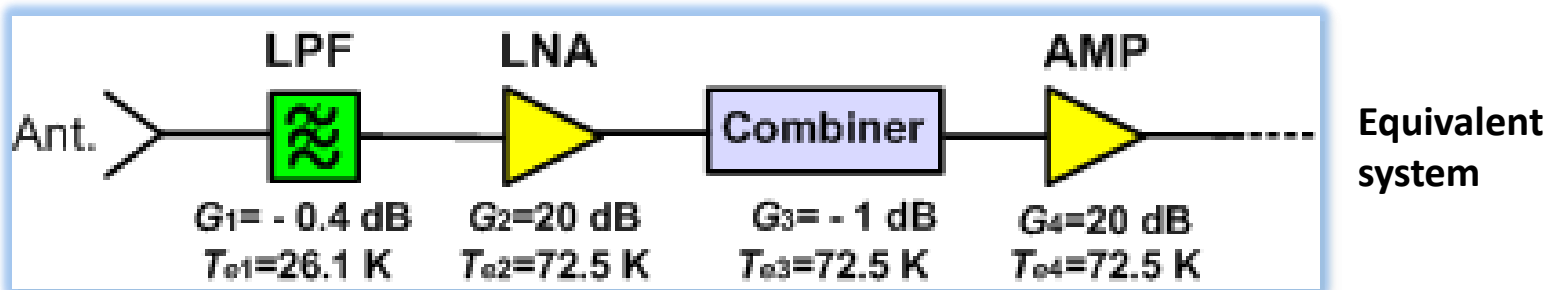 LPF LNA AMP
Ant. Combiner Equivalent
system
G1= - 0.4 dB G2=20 dB G3= - 1 dB G4=20 dB
Te1=26.1 K Te2=72.5 K Te3=72.5 K Te4=72.5 K